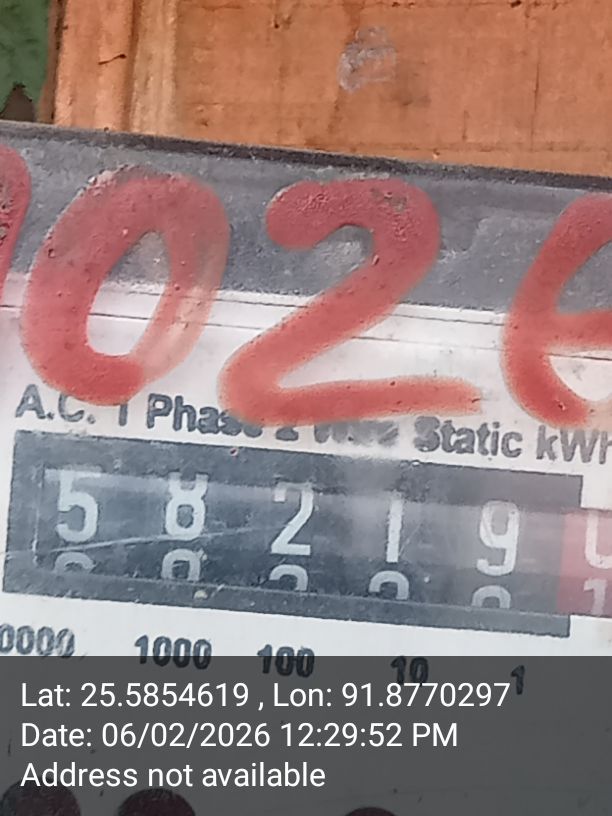 026
A.C. 1 Phase 2 Wire Static kWh
5 8 2 1 9 0
0000 1000 100 10 1
Lat: 25.5854619 , Lon: 91.8770297
Date: 06/02/2026 12:29:52 PM
Address not available